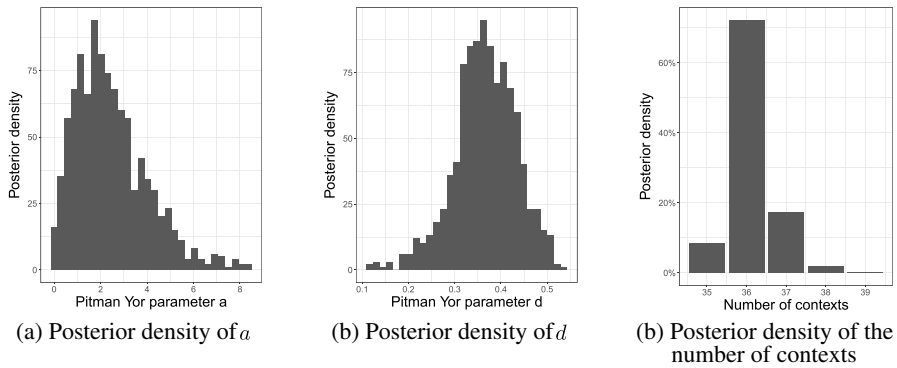 Posterior density
75
50
25
0
0
2
4
6
8
Pitman Yor parameter a
(a) Posterior density of a
Posterior density
75
50
25
0
0.1
0.2
0.3
0.4
0.5
Pitman Yor parameter d
(b) Posterior density of d
Posterior density
60%
40%
20%
0%
35
36
37
38
39
Number of contexts
(b) Posterior density of the
number of contexts